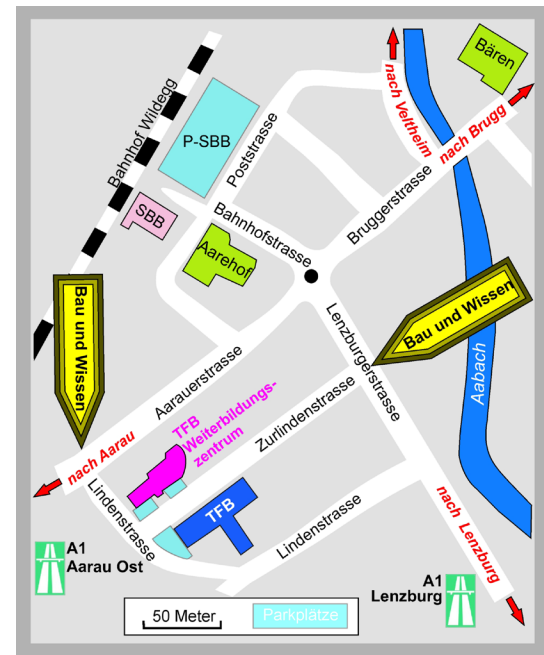 Bären
nach Veltheim
nach Brugg
Bahnhof Wildegg
P-SBB
Poststrasse
SBB
Bahnhofstrasse
Bruggerstrasse
Aarehof
Bau und Wissen
Bau und Wissen
Lenzburgerstrasse
Aabach
Aarauerstrasse
TFB
Weiterbildungs-
zentrum
Zurlindenstrasse
nach Aarau
Lindenstrasse
TFB
Lindenstrasse
nach Lenzburg
A1
Aarau Ost
A1
Lenzburg
50 Meter
Parkplätze